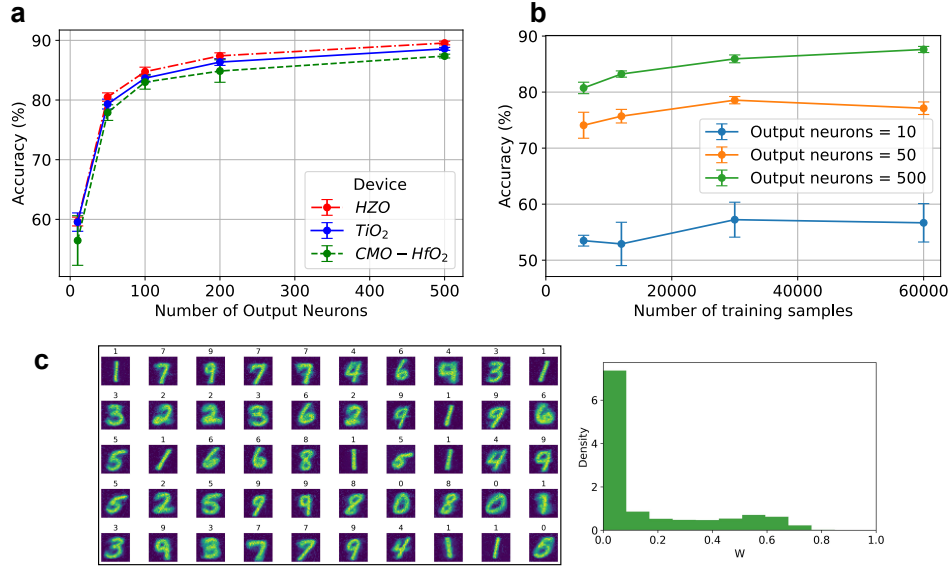 a
90
80
70
60
Accuracy (%)
0 100 200 300 400 500
Number of Output Neurons
Device
HZO
TiO2
CMO − HfO2
b
90
80
70
60
50
Accuracy (%)
0 20000 40000 60000
Number of training samples
Output neurons = 10
Output neurons = 50
Output neurons = 500
c
1 7 9 7 7 4 6 4 3 1
3 2 2 3 6 2 9 1 9 6
5 1 6 6 8 1 5 1 4 9
5 2 5 9 9 8 0 8 0 1
3 9 3 7 7 9 4 1 1 0
6
4
2
0
Density
0.0 0.2 0.4 0.6 0.8 1.0
W